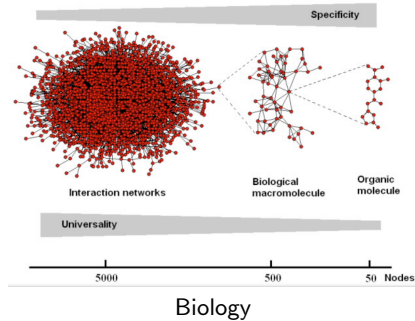 Specificity
Interaction networks
Biological
macromolecule
Organic
molecule
Universality
5000
500
50
Nodes
Biology